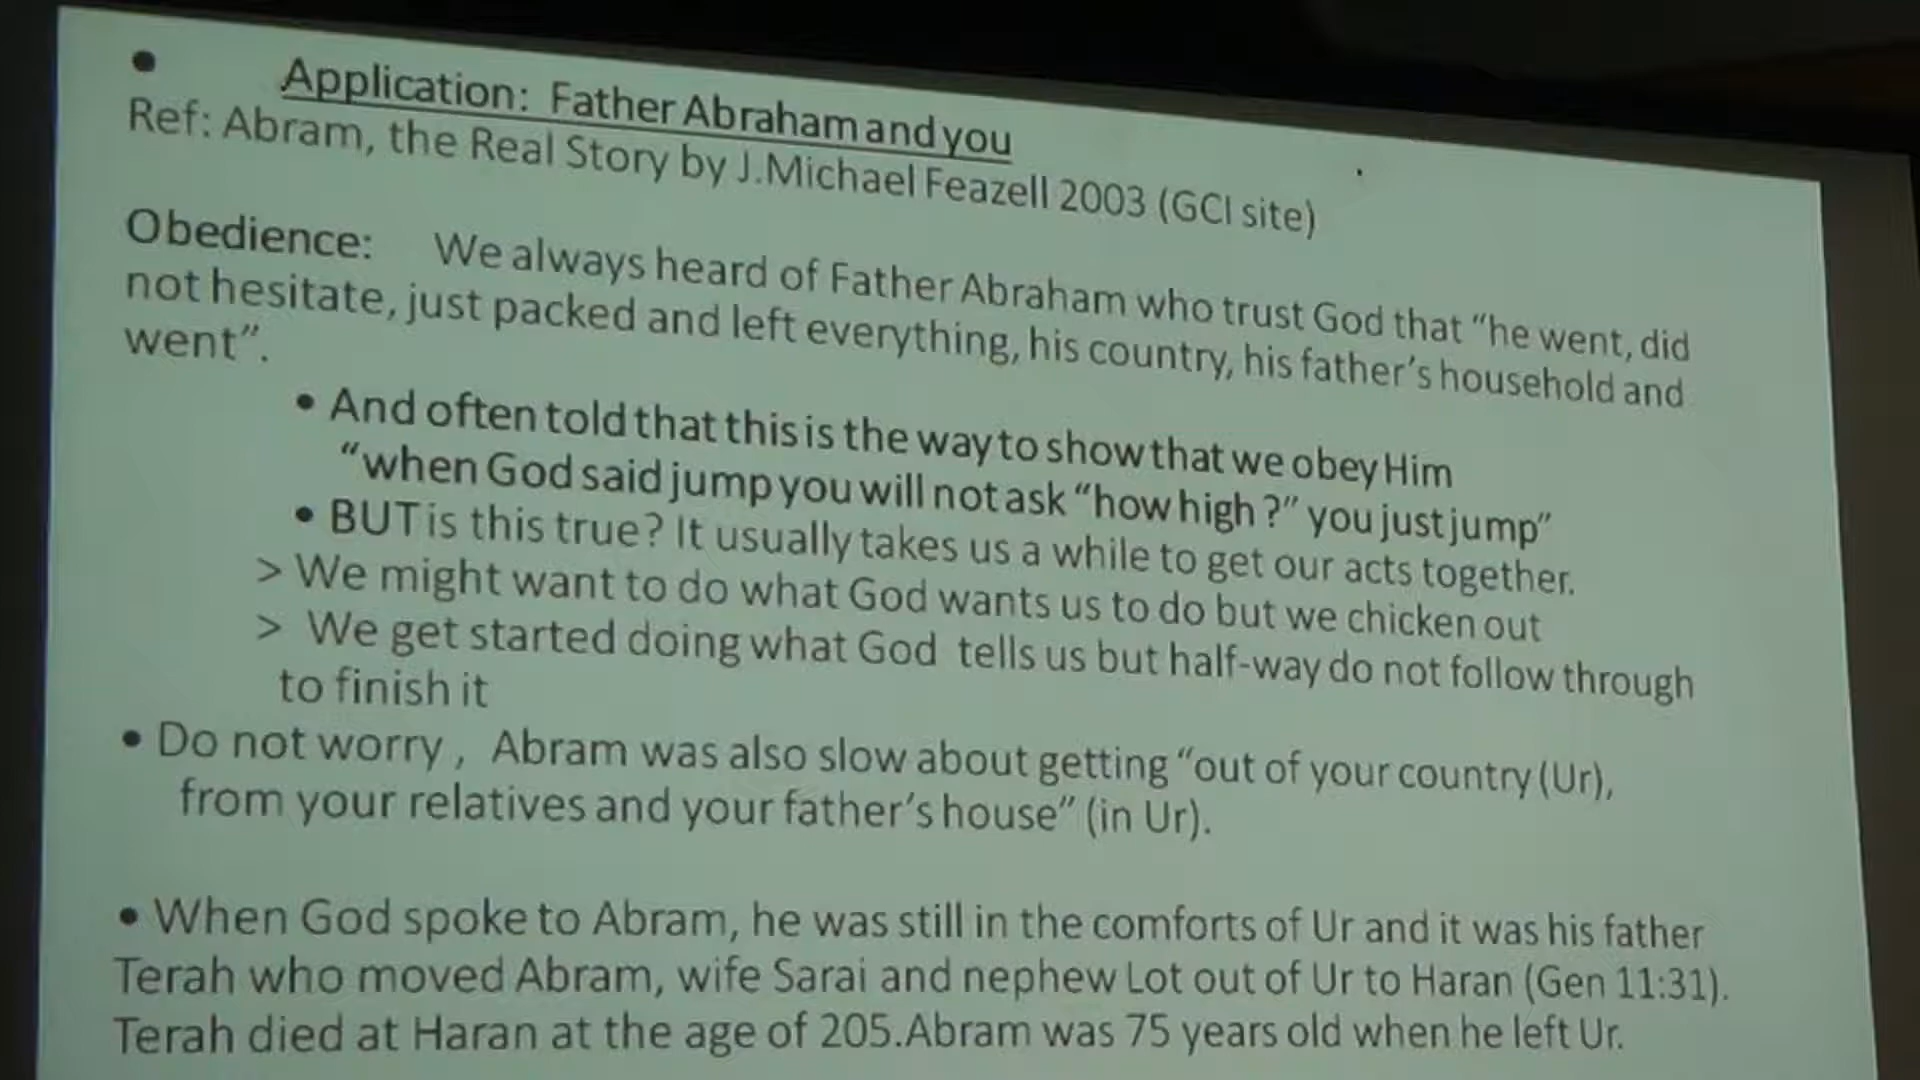 • Application: Father Abraham and you
Ref: Abram, the Real Story by J.Michael Feazell 2003 (GCI site)
Obedience: We always heard of Father Abraham who trust God that “he went, did
not hesitate, just packed and left everything, his country, his father’s household and
went”.
• And often told that this is the way to show that we obey Him
“when God said jump you will not ask “how high ?” you just jump”
• BUT is this true? It usually takes us a while to get our acts together.
> We might want to do what God wants us to do but we chicken out
> We get started doing what God tells us but half-way do not follow through
to finish it
• Do not worry , Abram was also slow about getting “out of your country (Ur),
from your relatives and your father’s house” (in Ur).
• When God spoke to Abram, he was still in the comforts of Ur and it was his father
Terah who moved Abram, wife Sarai and nephew Lot out of Ur to Haran (Gen 11:31).
Terah died at Haran at the age of 205.Abram was 75 years old when he left Ur.